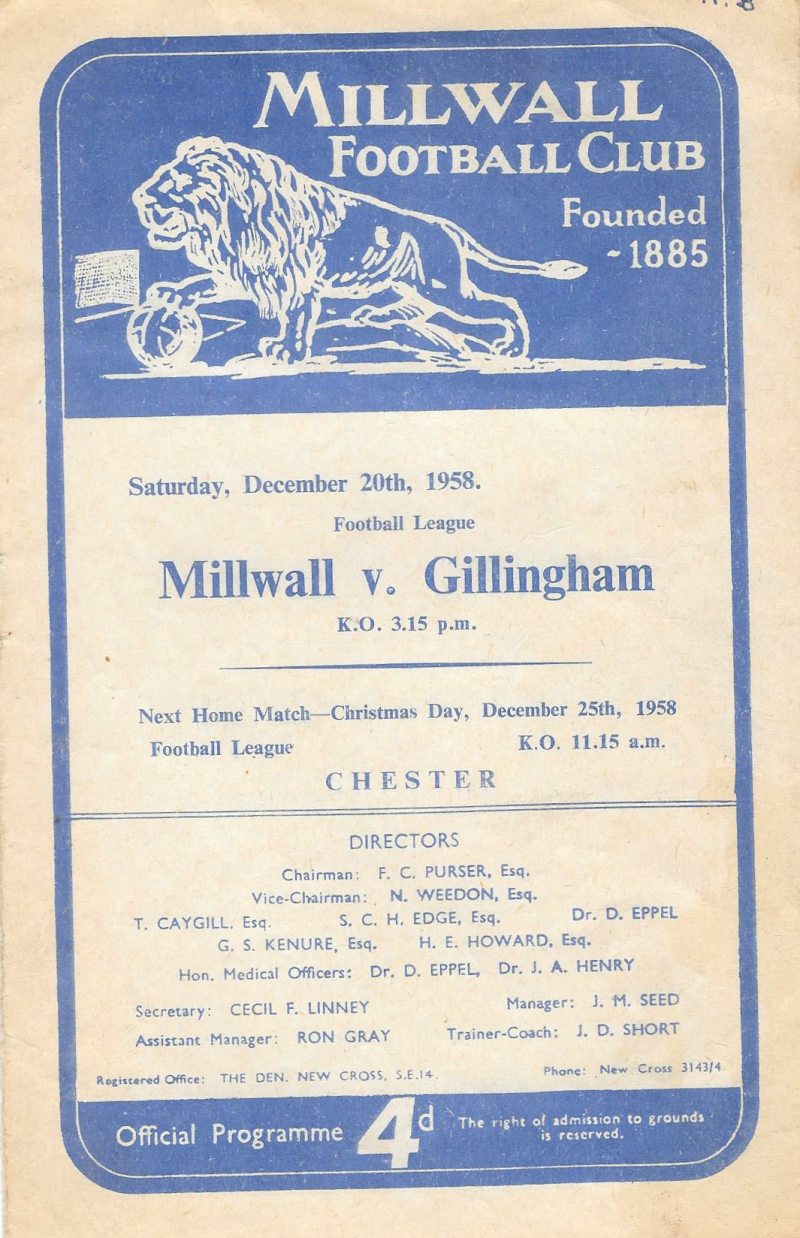 MILLWALL
FOOTBALL CLUB
Founded
-1885
Saturday, December 20th, 1958.
Football League
Millwall v. Gillingham
K.O. 3.15 p.m.
Next Home Match—Christmas Day, December 25th, 1958
Football League K.O. 11.15 a.m.
CHESTER
DIRECTORS
Chairman: F. C. PURSER, Esq.
Vice-Chairman: N. WEEDON, Esq.
T. CAYGILL. Esq. S. C. H. EDGE, Esq. Dr. D. EPPEL
G. S. KENURE, Esq. H. E. HOWARD, Esq.
Hon. Medical Officers: Dr. D. EPPEL, Dr. J. A. HENRY
Secretary: CECIL F. LINNEY Manager: J. M. SEED
Assistant Manager: RON GRAY Trainer-Coach: J. D. SHORT
Registered Office: THE DEN. NEW CROSS, S.E.14. Phone: New Cross 3143/4
Official Programme 4d The right of admission to grounds
is reserved.